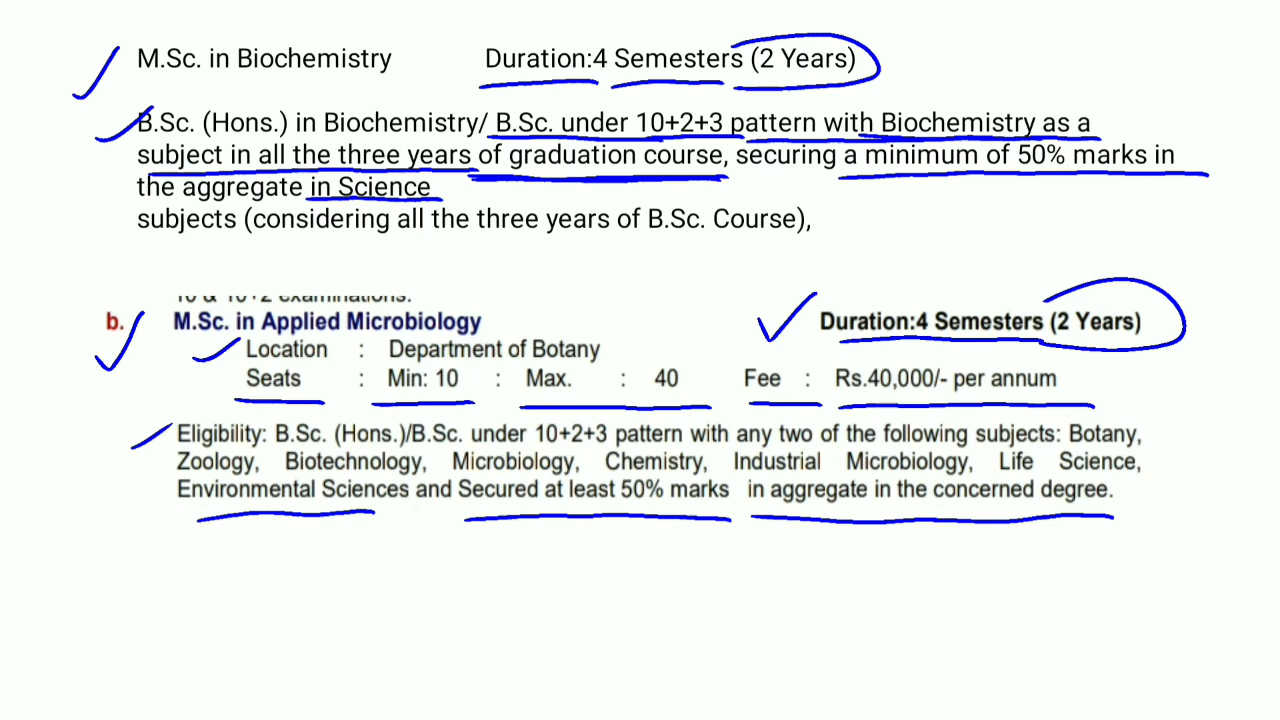 M.Sc. in Biochemistry Duration:4 Semesters (2 Years)
B.Sc. (Hons.) in Biochemistry/ B.Sc. under 10+2+3 pattern with Biochemistry as a
subject in all the three years of graduation course, securing a minimum of 50% marks in
the aggregate in Science
subjects (considering all the three years of B.Sc. Course),
10 & 10+2 examinations.
b. M.Sc. in Applied Microbiology Duration:4 Semesters (2 Years)
Location : Department of Botany
Seats : Min: 10 : Max. : 40 Fee : Rs.40,000/- per annum
Eligibility: B.Sc. (Hons.)/B.Sc. under 10+2+3 pattern with any two of the following subjects: Botany,
Zoology, Biotechnology, Microbiology, Chemistry, Industrial Microbiology, Life Science,
Environmental Sciences and Secured at least 50% marks in aggregate in the concerned degree.